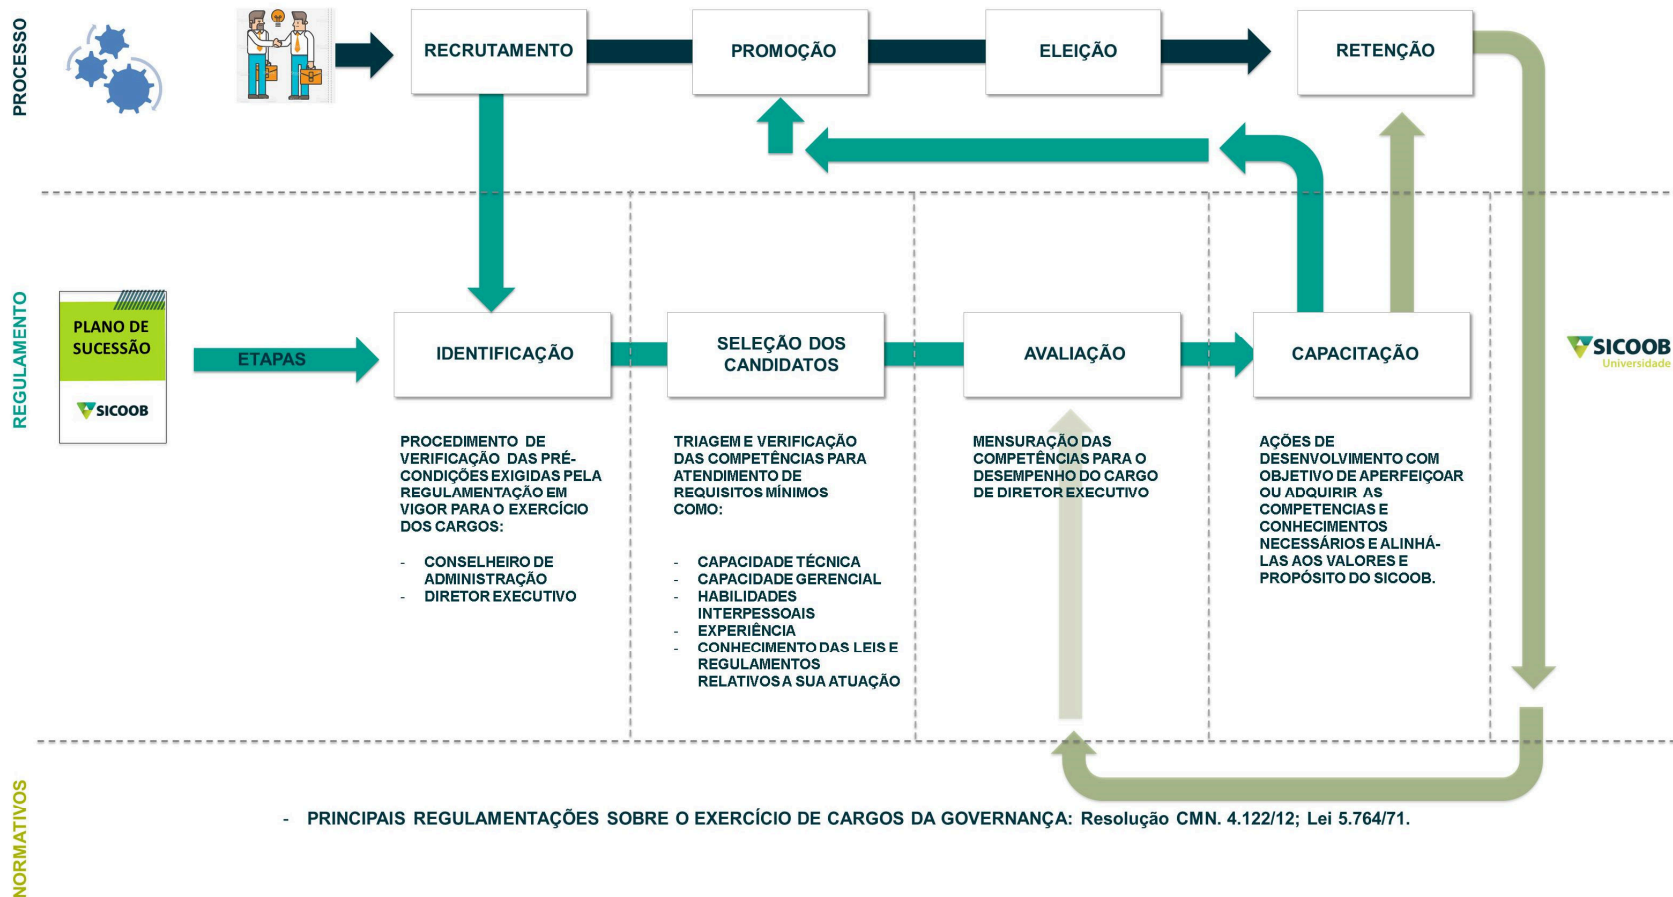 PROCESSO
RECRUTAMENTO
PROMOÇÃO
ELEIÇÃO
RETENÇÃO
REGULAMENTO
PLANO DE
SUCESSÃO
SICOOB
ETAPAS
IDENTIFICAÇÃO
SELEÇÃO DOS
CANDIDATOS
AVALIAÇÃO
CAPACITAÇÃO
SICOOB
Universidade
PROCEDIMENTO DE
VERIFICAÇÃO DAS PRÉ-
CONDIÇÕES EXIGIDAS PELA
REGULAMENTAÇÃO EM
VIGOR PARA O EXERCÍCIO
DOS CARGOS:
- CONSELHEIRO DE
ADMINISTRAÇÃO
- DIRETOR EXECUTIVO
TRIAGEM E VERIFICAÇÃO
DAS COMPETÊNCIAS PARA
ATENDIMENTO DE
REQUISITOS MÍNIMOS
COMO:
- CAPACIDADE TÉCNICA
- CAPACIDADE GERENCIAL
- HABILIDADES
INTERPESSOAIS
- EXPERIÊNCIA
- CONHECIMENTO DAS LEIS E
REGULAMENTOS
RELATIVOS A SUA ATUAÇÃO
MENSURAÇÃO DAS
COMPETÊNCIAS PARA O
DESEMPENHO DO CARGO
DE DIRETOR EXECUTIVO
AÇÕES DE
DESENVOLVIMENTO COM
OBJETIVO DE APERFEIÇOAR
OU ADQUIRIR AS
COMPETENCIAS E
CONHECIMENTOS
NECESSÁRIOS E ALINHÁ-
LAS AOS VALORES E
PROPÓSITO DO SICOOB.
NORMATIVOS
- PRINCIPAIS REGULAMENTAÇÕES SOBRE O EXERCÍCIO DE CARGOS DA GOVERNANÇA: Resolução CMN. 4.122/12; Lei 5.764/71.